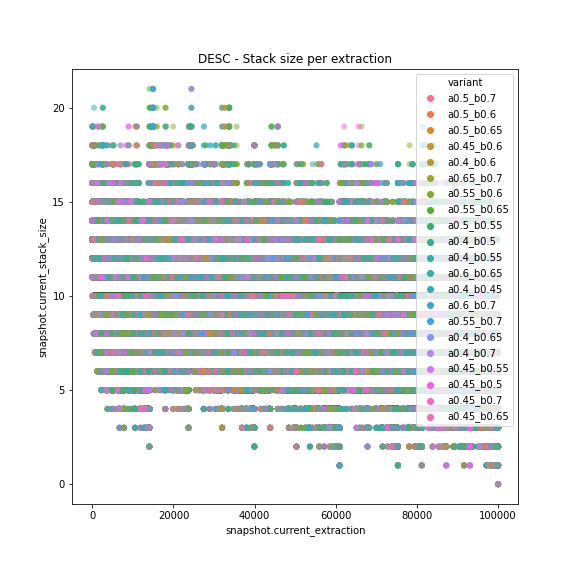 DESC - Stack size per extraction
variant
a0.5_b0.7
a0.5_b0.6
a0.5_b0.65
a0.45_b0.6
a0.4_b0.6
a0.65_b0.7
a0.55_b0.6
a0.55_b0.65
a0.5_b0.55
a0.4_b0.5
a0.4_b0.55
a0.6_b0.65
a0.4_b0.45
a0.6_b0.7
a0.55_b0.7
a0.4_b0.65
a0.4_b0.7
a0.45_b0.55
a0.45_b0.5
a0.45_b0.7
a0.45_b0.65
snapshot.current_stack_size
20
15
10
5
0
0 20000 40000 60000 80000 100000
snapshot.current_extraction